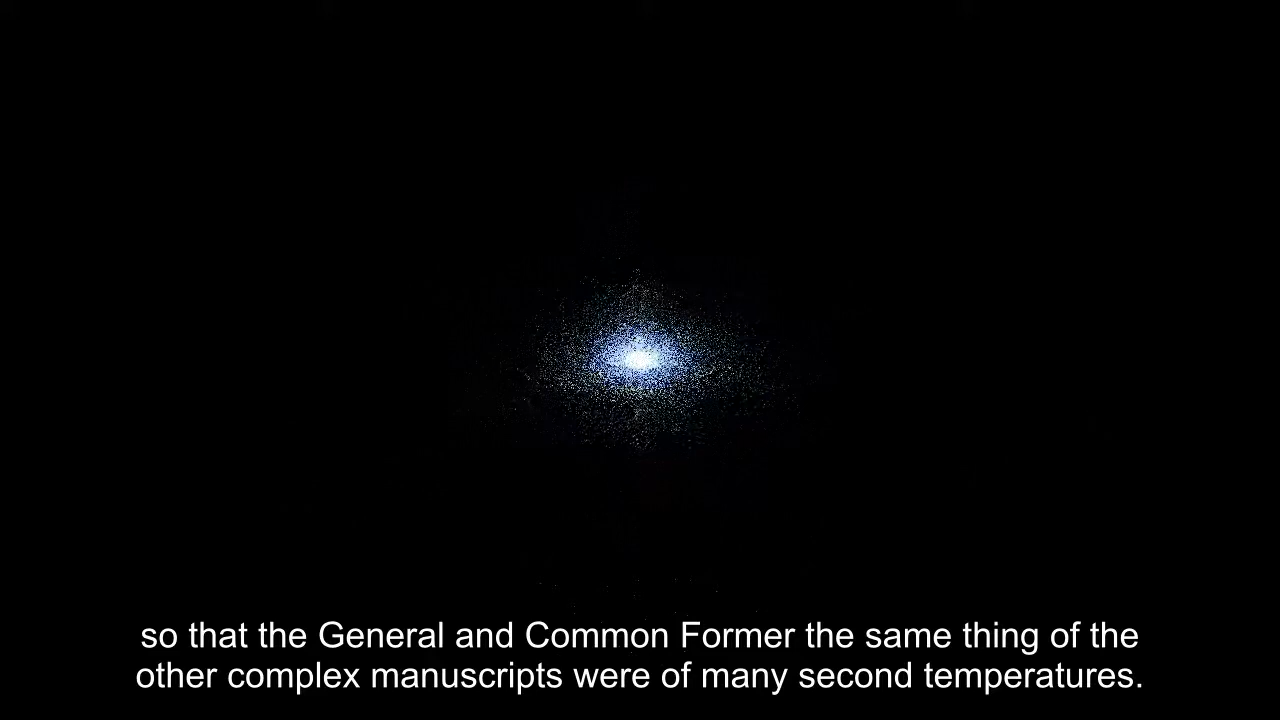 so that the General and Common Former the same thing of the
other complex manuscripts were of many second temperatures.